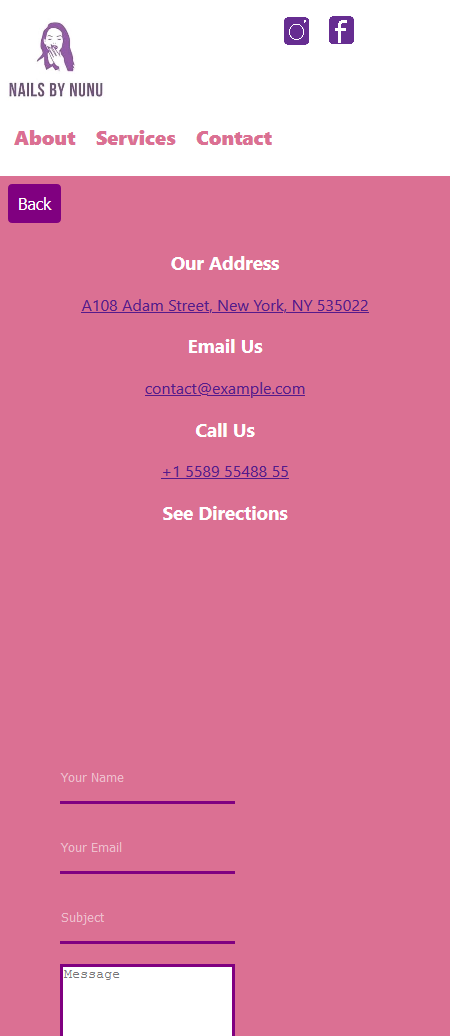 NAILS BY NUNU
About Services Contact
Back
Our Address
A108 Adam Street, New York, NY 535022
Email Us
contact@example.com
Call Us
+1 5589 55488 55
See Directions
Your Name
Your Email
Subject
Message